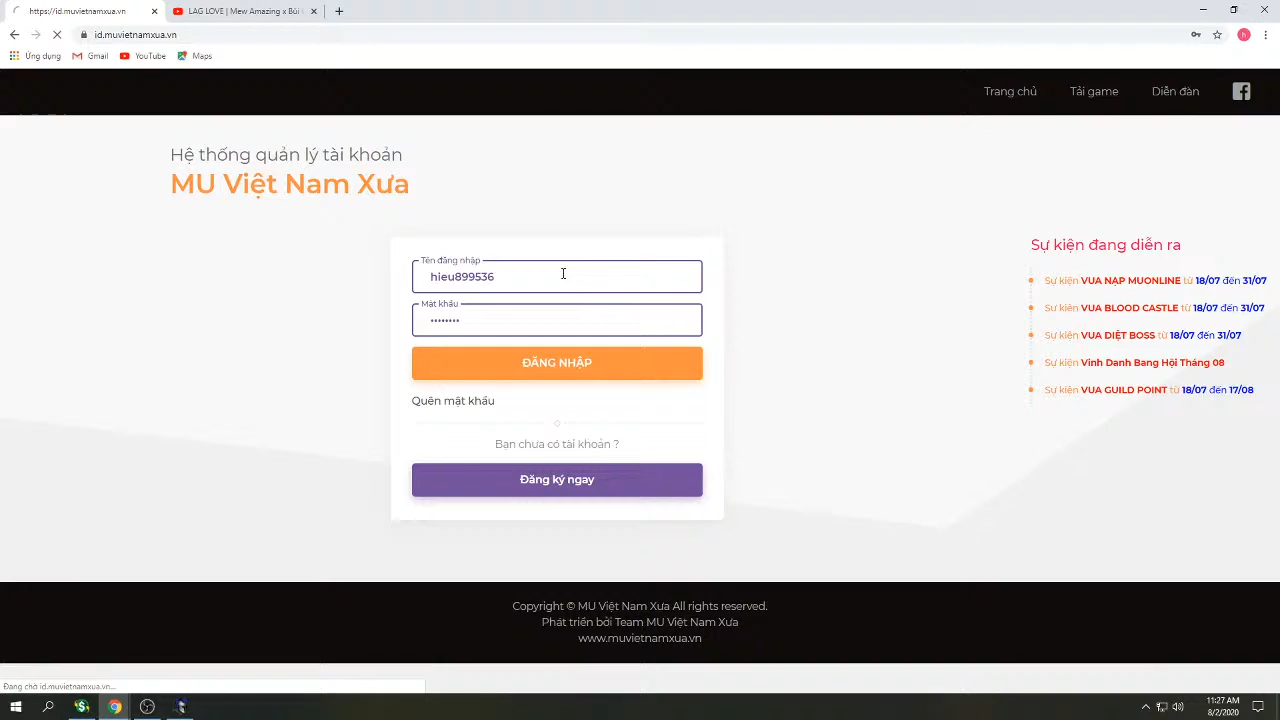 https://id.muvietnamxua.vn
LAG LOVE | Mew Amazing x Bùi
id.muvietnamxua.vn
h
Ứng dụng
Gmail
YouTube
Maps
Trang chủ
Tải game
Diễn đàn
Hệ thống quản lý tài khoản
MU Việt Nam Xưa
Tên đăng nhập
hieu899536
Mật khẩu
••••••••
ĐĂNG NHẬP
Quên mật khẩu
Bạn chưa có tài khoản ?
Đăng ký ngay
Sự kiện đang diễn ra
Sự kiện VUA NẠP MUONLINE từ 18/07 đến 31/07
Sự kiện VUA BLOOD CASTLE từ 18/07 đến 31/07
Sự kiện VUA DIỆT BOSS từ 18/07 đến 31/07
Sự kiện Vinh Danh Bang Hội Tháng 08
Sự kiện VUA GUILD POINT từ 18/07 đến 17/08
Copyright © MU Việt Nam Xưa All rights reserved.
Phát triển bởi Team MU Việt Nam Xưa
www.muvietnamxua.vn
Đang chờ id.muvietnamxua.vn...
11:27 AM
8/2/2020